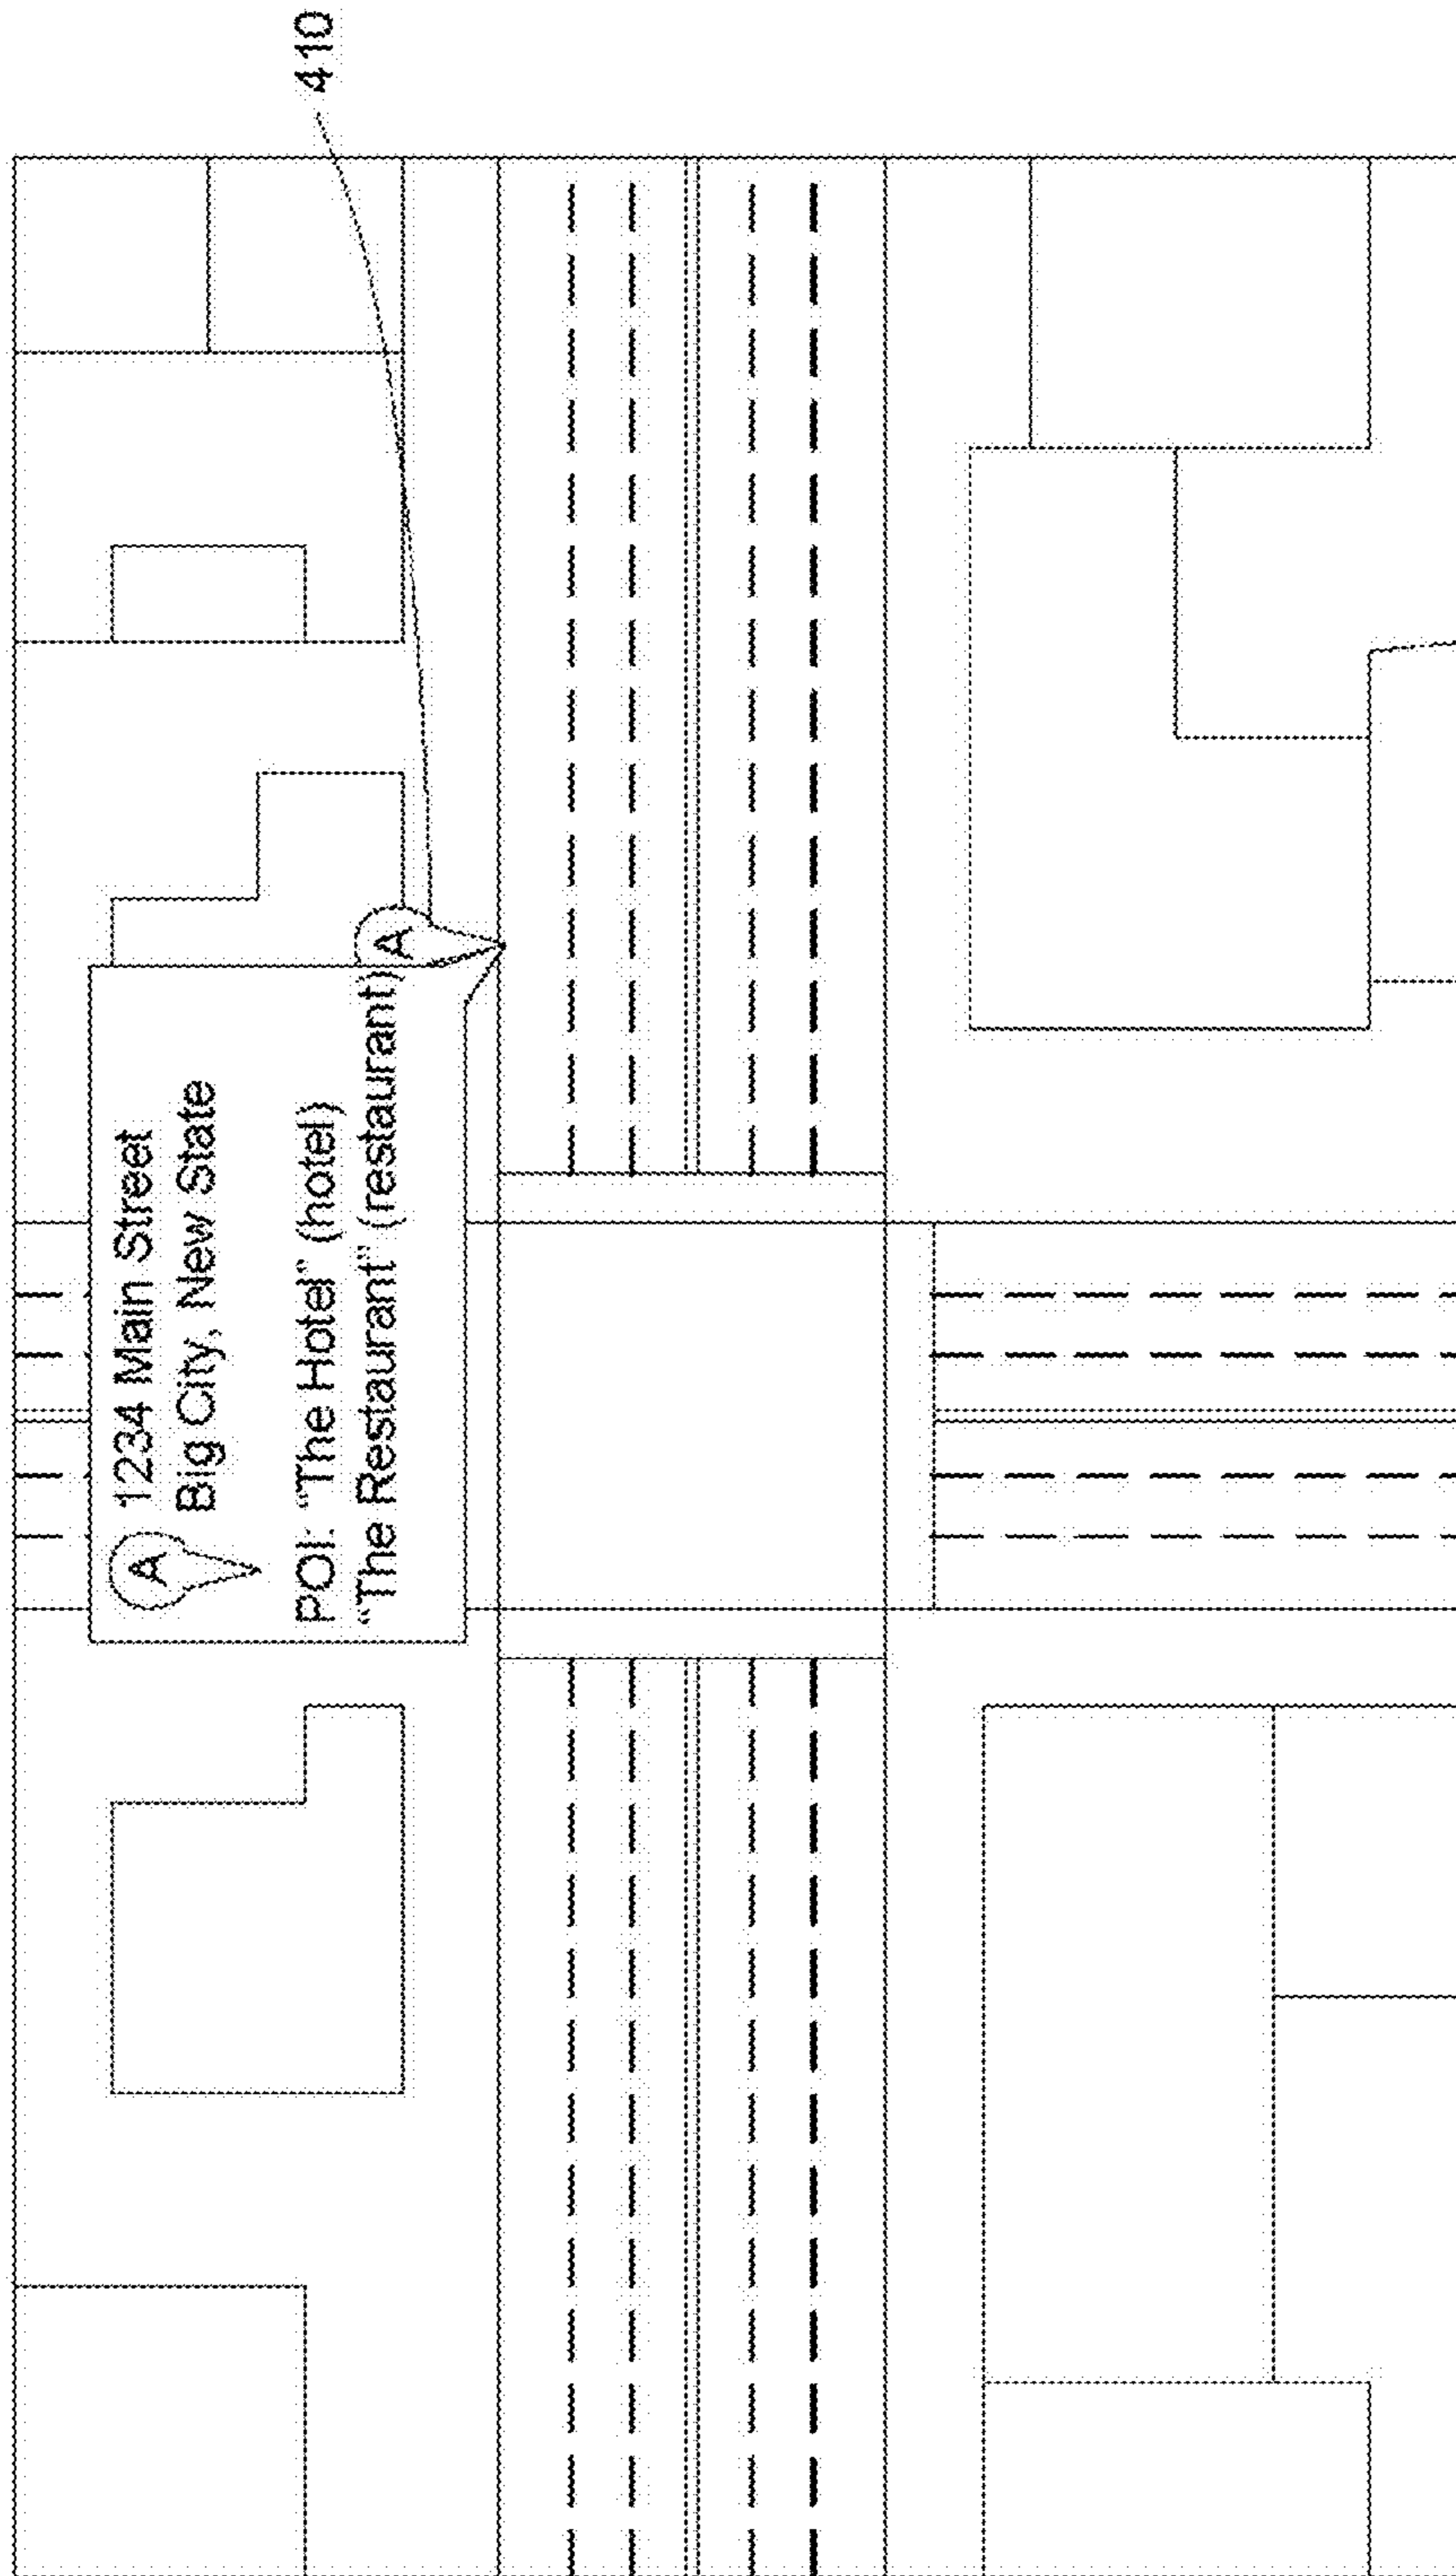 410
A
A 1234 Main Street
Big City, New State
POI: "The Hotel" (hotel)
"The Restaurant" (restaurant)